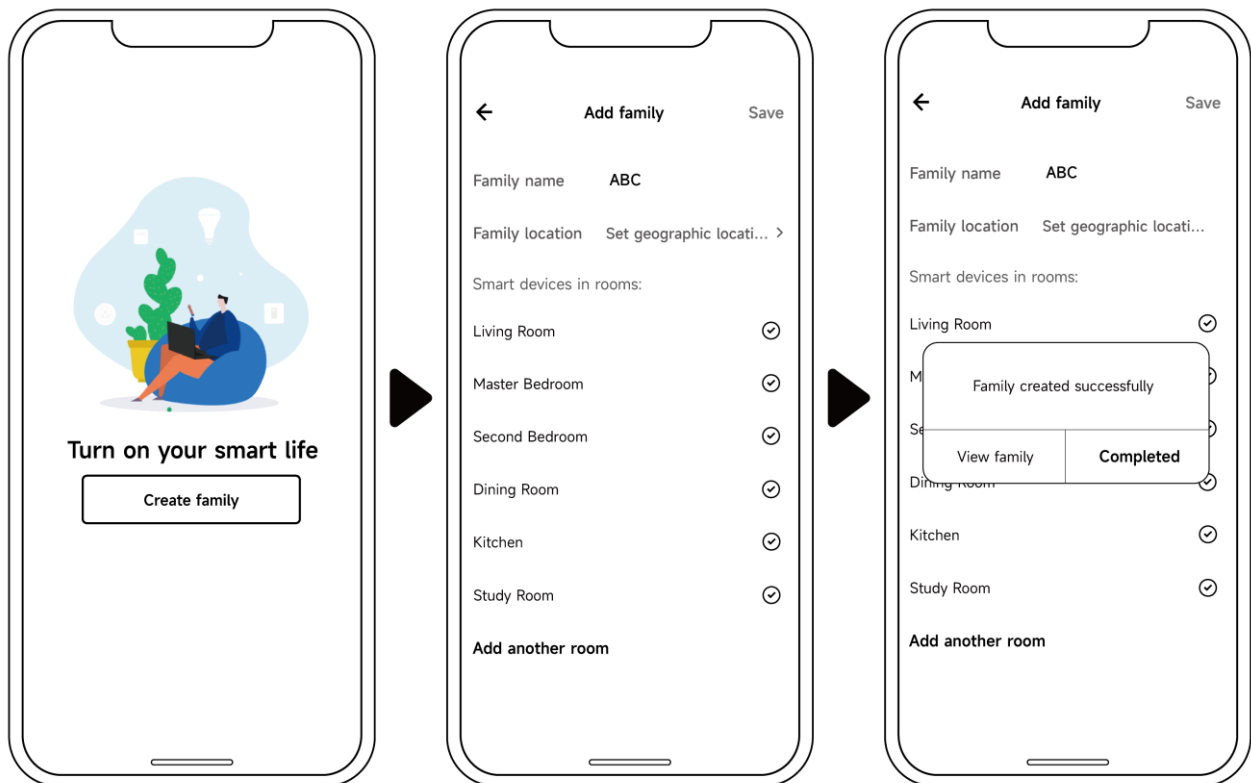 Turn on your smart life
Create family
Add family
Save
Family name
ABC
Family location
Set geographic locati...
Smart devices in rooms:
Living Room
Master Bedroom
Second Bedroom
Dining Room
Kitchen
Study Room
Add another room
Add family
Save
Family name
ABC
Family location
Set geographic locati...
Smart devices in rooms:
Living Room
M
Family created successfully
Se
View family
Completed
Dining Room
Kitchen
Study Room
Add another room